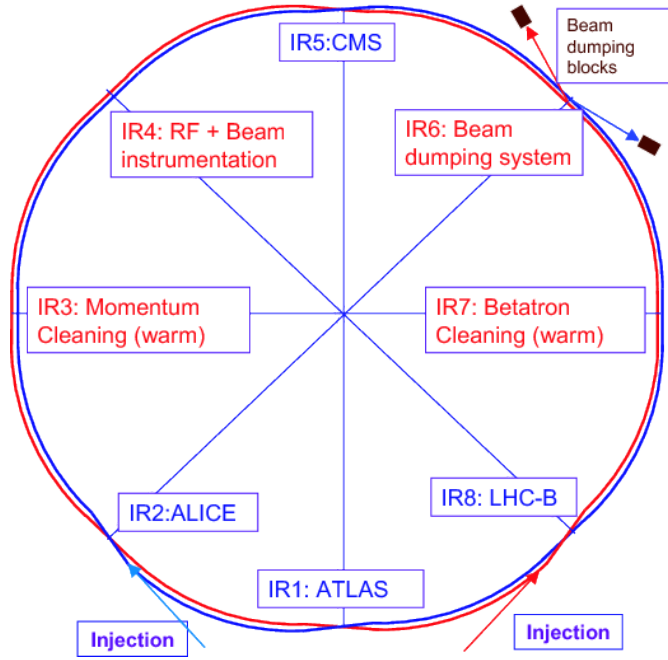 IR5:CMS
Beam
dumping
blocks
IR4: RF + Beam
instrumentation
IR6: Beam
dumping system
IR3: Momentum
Cleaning (warm)
IR7: Betatron
Cleaning (warm)
IR2:ALICE
IR8: LHC-B
IR1: ATLAS
Injection
Injection